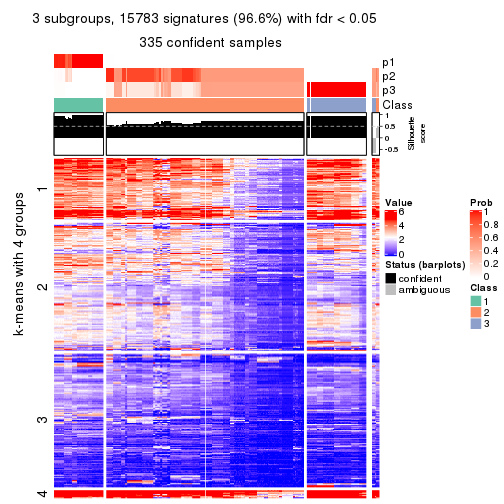 3 subgroups, 15783 signatures (96.6%) with fdr < 0.05
335 confident samples
p1
p2
p3
Class
1
0.5
0
-0.5
Silhouette
score
k-means with 4 groups
1
2
3
4
Value
6
4
2
0
Status (barplots)
confident
ambiguous
Prob
1
0.8
0.6
0.4
0.2
0
Class
1
2
3